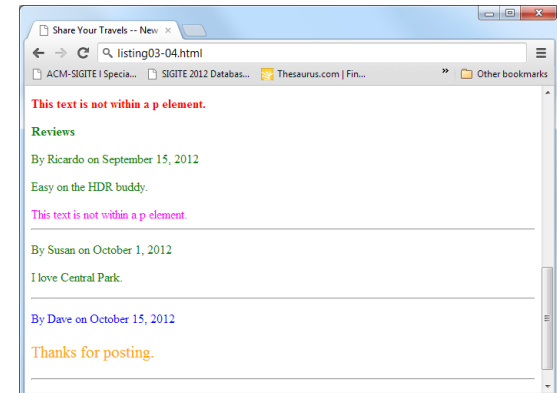 Share Your Travels -- New
listing03-04.html
ACM-SIGITE I Specia... SIGITE 2012 Databas... Thesaurus.com | Fin... » Other bookmarks
This text is not within a p element.
Reviews
By Ricardo on September 15, 2012
Easy on the HDR buddy.
This text is not within a p element.
By Susan on October 1, 2012
I love Central Park.
By Dave on October 15, 2012
Thanks for posting.